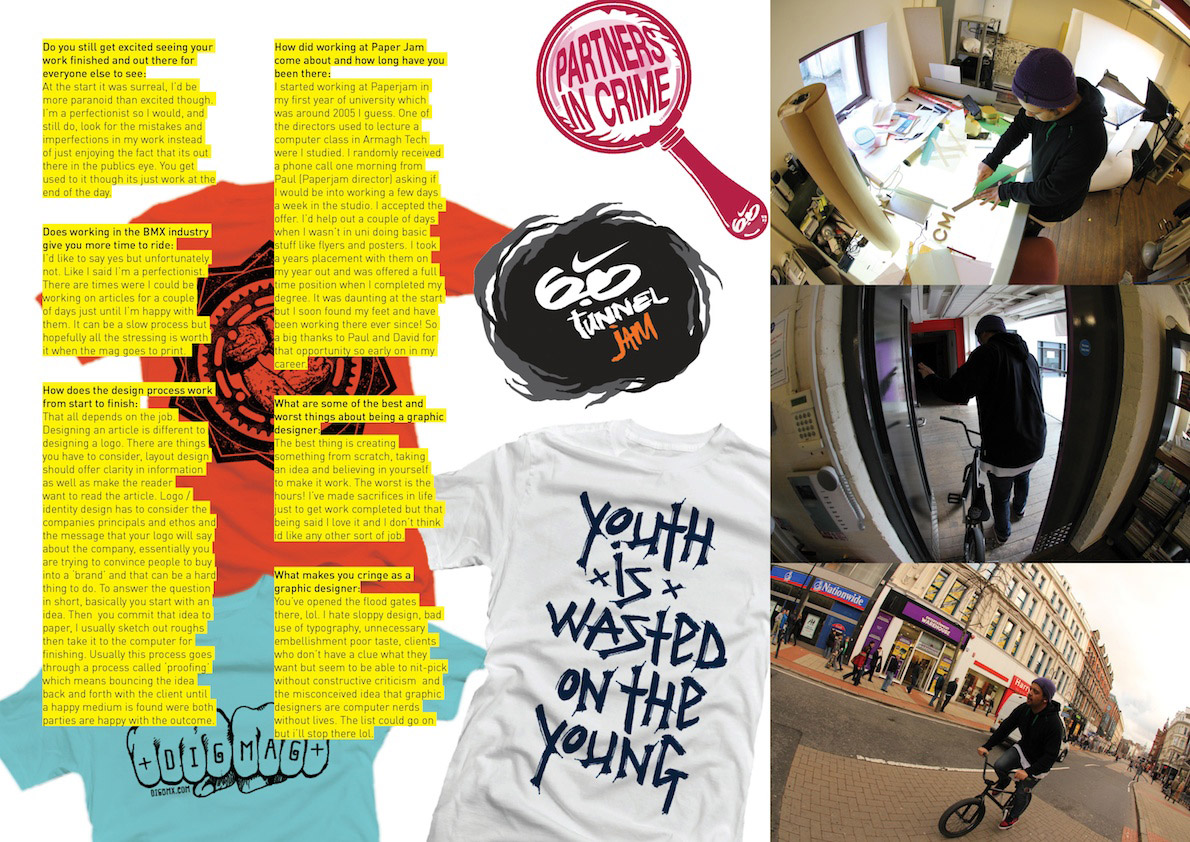 Do you still get excited seeing your
work finished and out there for
everyone else to see:
At the start it was surreal, I'd be
more paranoid than excited though.
I'm a perfectionist so I would, and
still do, look for the mistakes and
imperfections in my work instead
of just enjoying the fact that its out
there in the publics eye. You get
used to it though its just work at the
end of the day.
Does working in the BMX industry
give you more time to ride:
I'd like to say yes but unfortunately
not. Like I said I'm a perfectionist.
There are times were I could be
working on articles for a couple
of days just until I'm happy with
them. It can be a slow process but
hopefully all the stressing is worth
it when the mag goes to print.
How does the design process work
from start to finish:
That all depends on the job.
Designing an article is different to
designing a logo. There are things
you have to consider, layout design
should offer clarity in information
as well as make the reader
want to read the article. Logo /
identity design has to consider the
companies principals and ethos and
the message that your logo will say
about the company, essentially you
are trying to convince people to buy
into a 'brand' and that can be a hard
thing to do. To answer the question
in short, basically you start with an
idea. Then you commit that idea to
paper, I usually sketch out roughs
then take it to the computer for
finishing. Usually this process goes
through a process called 'proofing'
which means bouncing the idea
back and forth with the client until
a happy medium is found were both
parties are happy with the outcome.
How did working at Paper Jam
come about and how long have you
been there:
I started working at Paperjam in
my first year of university which
was around 2005 I guess. One of
the directors used to lecture a
computer class in Armagh Tech
were I studied. I randomly received
a phone call one morning from
Paul (Paperjam director) asking if
I would be into working a few days
a week in the studio. I accepted the
offer. I'd help out a couple of days
when I wasn't in uni doing basic
stuff like flyers and posters. I took
a years placement with them on
my year out and was offered a full
time position when I completed my
degree. It was daunting at the start
but I soon found my feet and have
been working there ever since! So
a big thanks to Paul and David for
that opportunity so early on in my
career.
What are some of the best and
worst things about being a graphic
designer:
The best thing is creating
something from scratch, taking
an idea and believing in yourself
to make it work. The worst is the
hours! I've made sacrifices in life
just to get work completed but that
being said I love it and I don't think
id like any other sort of job.
What makes you cringe as a
graphic designer:
You've opened the flood gates
there, lol. I hate sloppy design, bad
use of typography, unnecessary
embellishment poor taste, clients
who don't have a clue what they
want but seem to be able to nit-pick
without constructive criticism and
the misconceived idea that graphic
designers are computer nerds
without lives. The list could go on
but i'll stop there lol.
PARTNERS
IN CRIME
6.0
6.0
TUNNEL
JAM
YOUTH
IS
WASTED
ON THE
YOUNG
+DIGMAG+
DIGBMX.COM
CM
Nationwide
WAREHOUSE